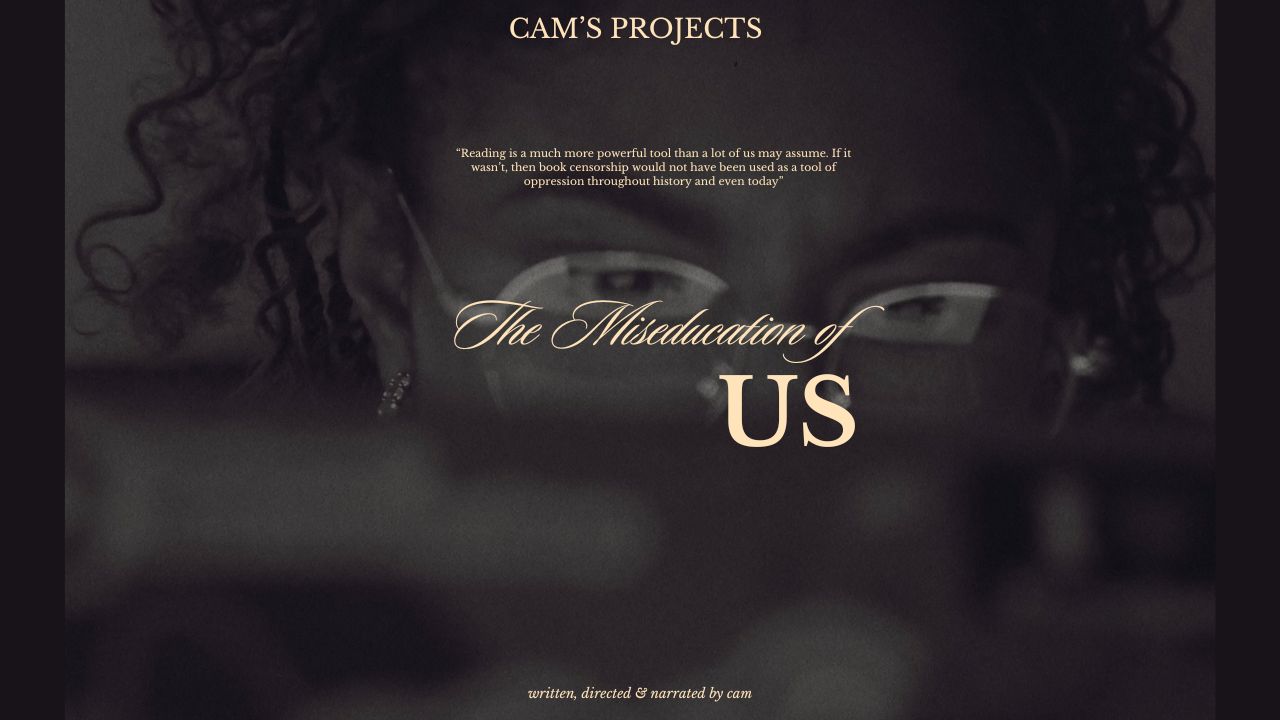 CAM’S PROJECTS
“Reading is a much more powerful tool than a lot of us may assume. If it
wasn’t, then book censorship would not have been used as a tool of
oppression throughout history and even today”
The Miseducation of
US
written, directed & narrated by cam